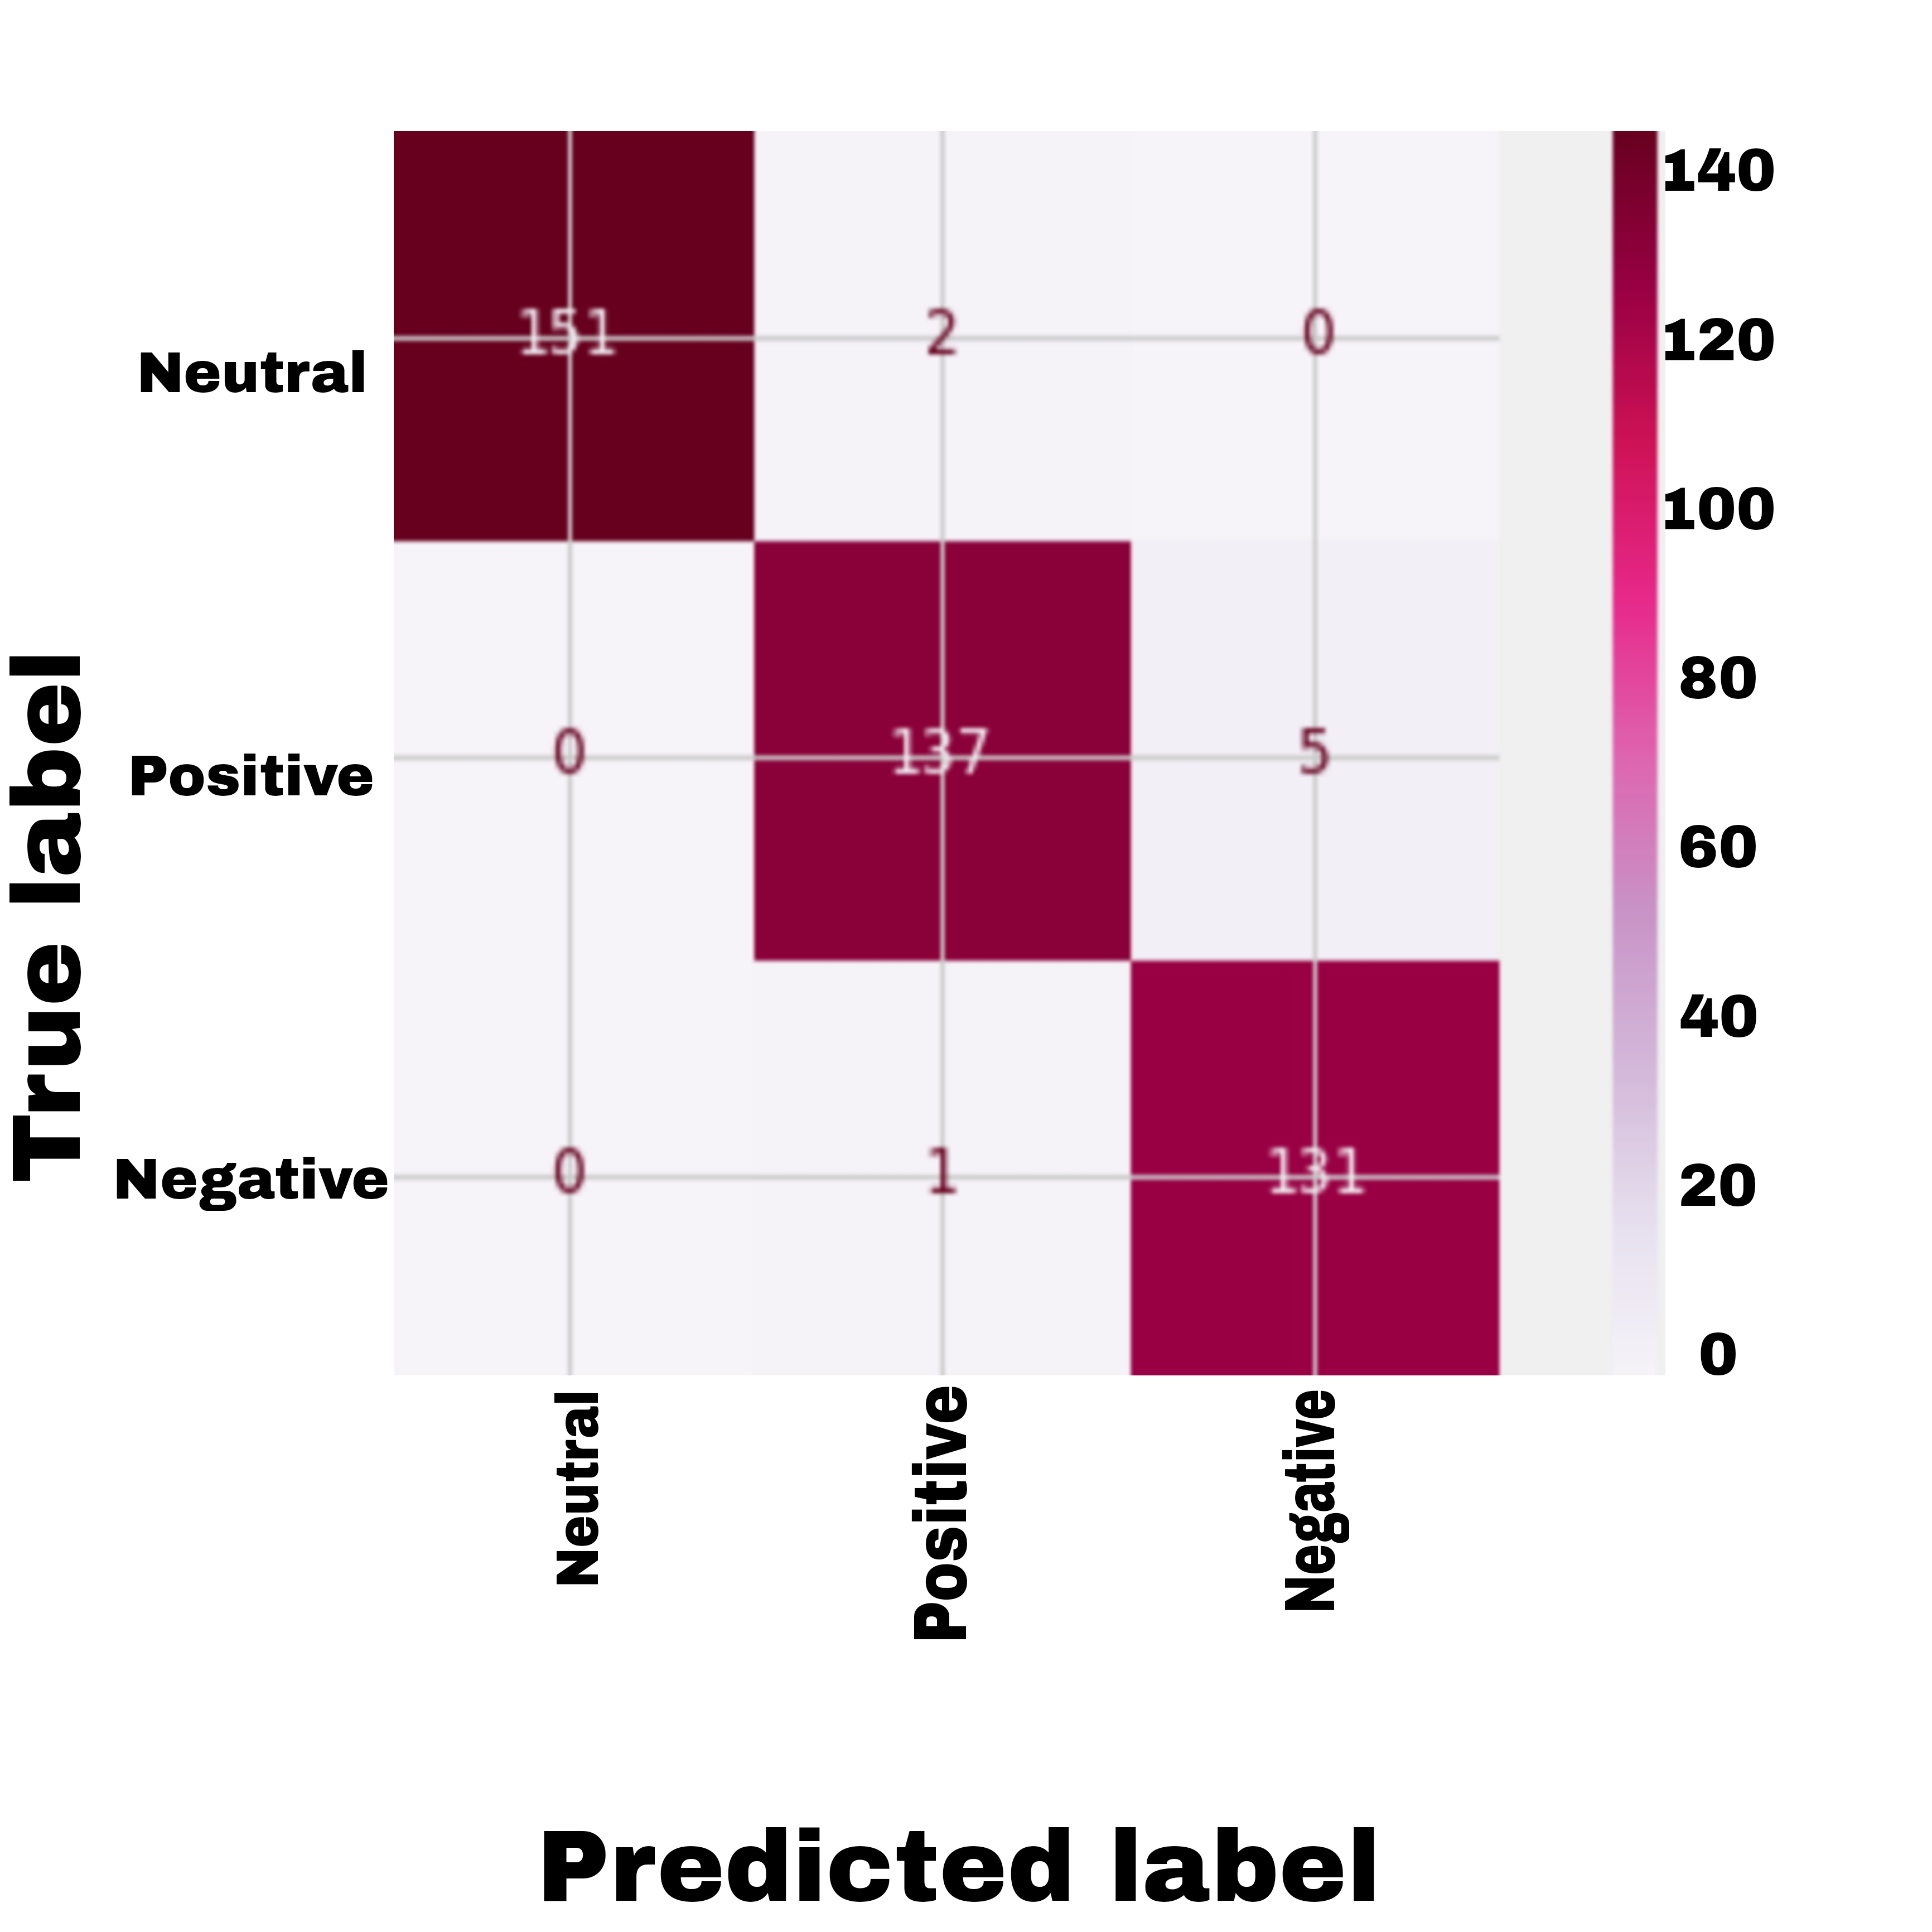 True label
Neutral 151 2 0
Positive 0 137 5
Negative 0 1 131
Neutral Positive Negative
Predicted label
140
120
100
80
60
40
20
0